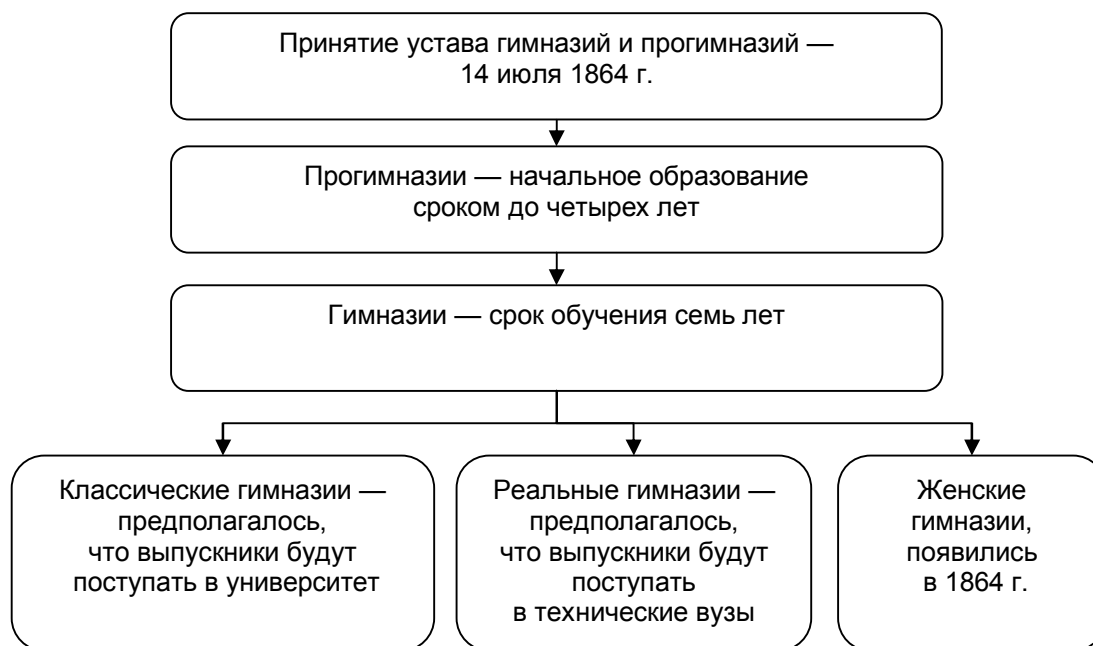 Принятие устава гимназий и прогимназий —
14 июля 1864 г.
Прогимназии — начальное образование
сроком до четырех лет
Гимназии — срок обучения семь лет
Классические гимназии —
предполагалось,
что выпускники будут
поступать в университет
Реальные гимназии —
предполагалось,
что выпускники будут
поступать
в технические вузы
Женские
гимназии,
появились
в 1864 г.